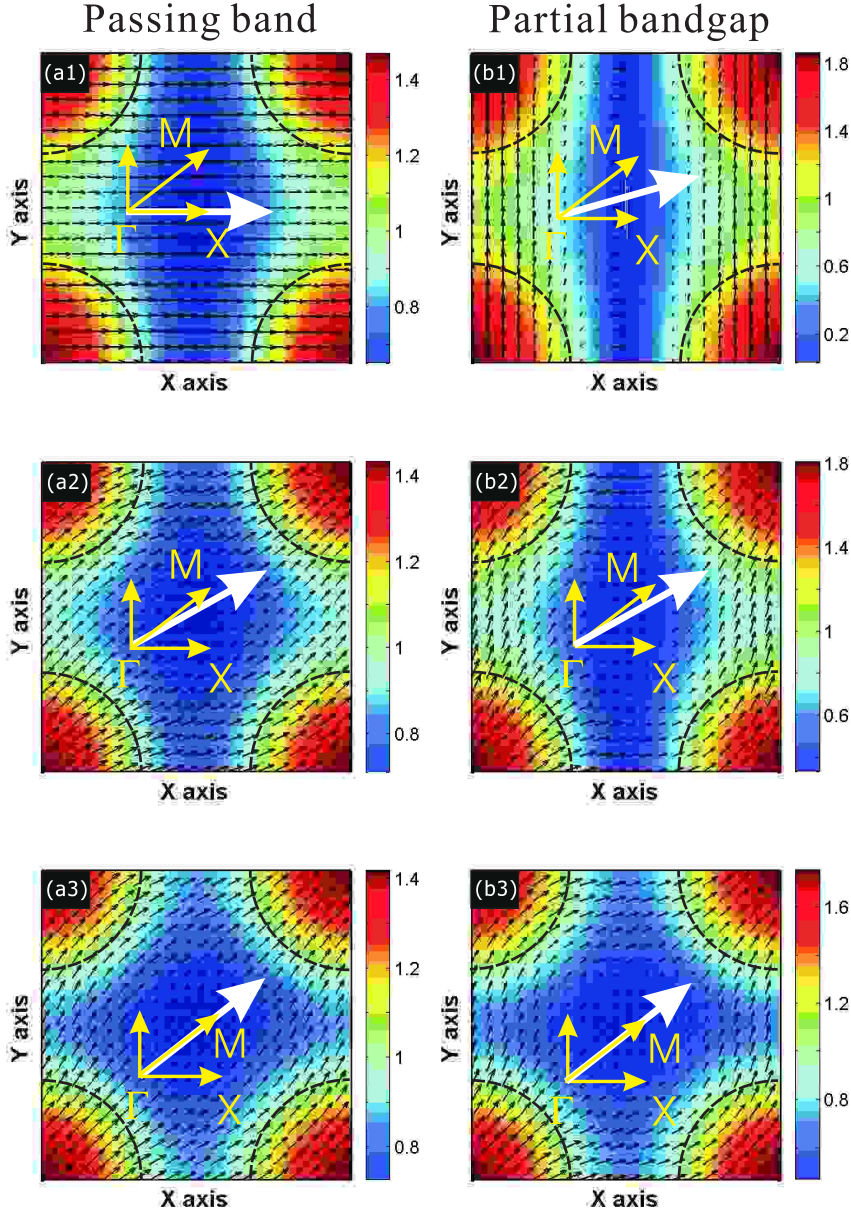 Passing band Partial bandgap
(a1) 1.4 1.2 1 0.8 M Γ X Y axis X axis
(b1) 1.8 1.4 1.0 0.6 0.2 M Γ X Y axis X axis
(a2) 1.4 1.2 1 0.8 M Γ X Y axis X axis
(b2) 1.8 1.4 1 0.6 M Γ X Y axis X axis
(a3) 1.4 1.2 1 0.8 M Γ X Y axis X axis
(b3) 1.6 1.2 0.8 M Γ X Y axis X axis